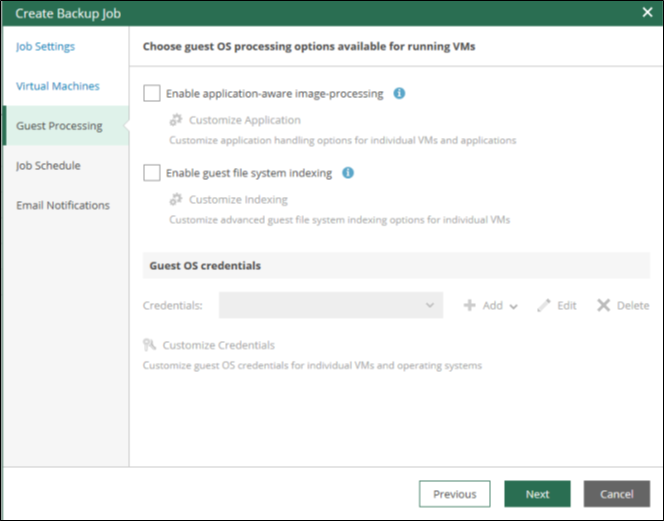 Create Backup Job
Job Settings
Virtual Machines
Guest Processing
Job Schedule
Email Notifications
Choose guest OS processing options available for running VMs
Enable application-aware image-processing
Customize Application
Customize application handling options for individual VMs and applications
Enable guest file system indexing
Customize Indexing
Customize advanced guest file system indexing options for individual VMs
Guest OS credentials
Credentials: Add Edit Delete
Customize Credentials
Customize guest OS credentials for individual VMs and operating systems
Previous Next Cancel